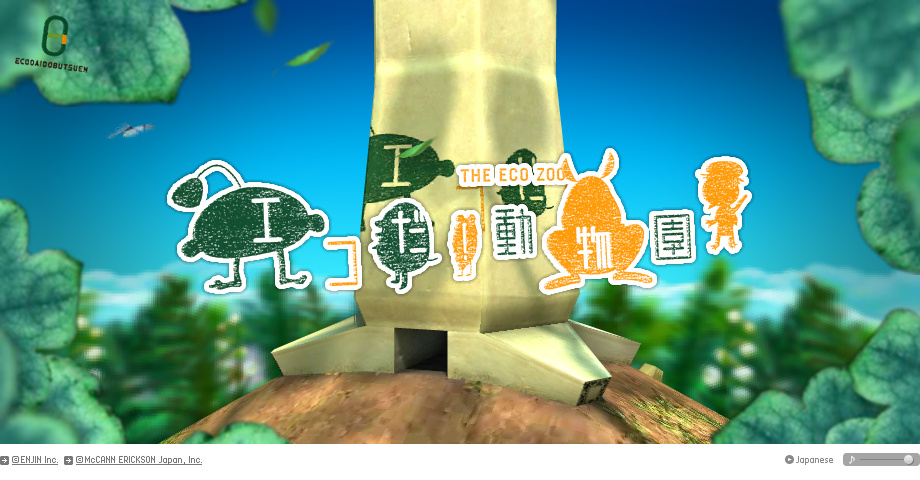 ECODAIDOBUTSUEN
THE ECO ZOO
エコだ!動物園
©ENJIN Inc.
©McCANN ERICKSON Japan, Inc.
Japanese